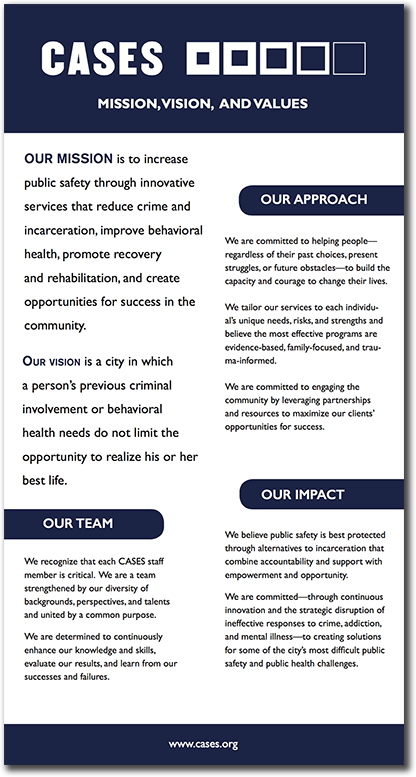 CASES
MISSION, VISION, AND VALUES
OUR MISSION is to increase
public safety through innovative
services that reduce crime and
incarceration, improve behavioral
health, promote recovery
and rehabilitation, and create
opportunities for success in the
community.
OUR VISION is a city in which
a person's previous criminal
involvement or behavioral
health needs do not limit the
opportunity to realize his or her
best life.
OUR TEAM
We recognize that each CASES staff
member is critical. We are a team
strengthened by our diversity of
backgrounds, perspectives, and talents
and united by a common purpose.
We are determined to continuously
enhance our knowledge and skills,
evaluate our results, and learn from our
successes and failures.
OUR APPROACH
We are committed to helping people—
regardless of their past choices, present
struggles, or future obstacles—to build the
capacity and courage to change their lives.
We tailor our services to each individu-
al's unique needs, risks, and strengths and
believe the most effective programs are
evidence-based, family-focused, and trau-
ma-informed.
We are committed to engaging the
community by leveraging partnerships
and resources to maximize our clients'
opportunities for success.
OUR IMPACT
We believe public safety is best protected
through alternatives to incarceration that
combine accountability and support with
empowerment and opportunity.
We are committed—through continuous
innovation and the strategic disruption of
ineffective responses to crime, addiction,
and mental illness—to creating solutions
for some of the city's most difficult public
safety and public health challenges.
www.cases.org